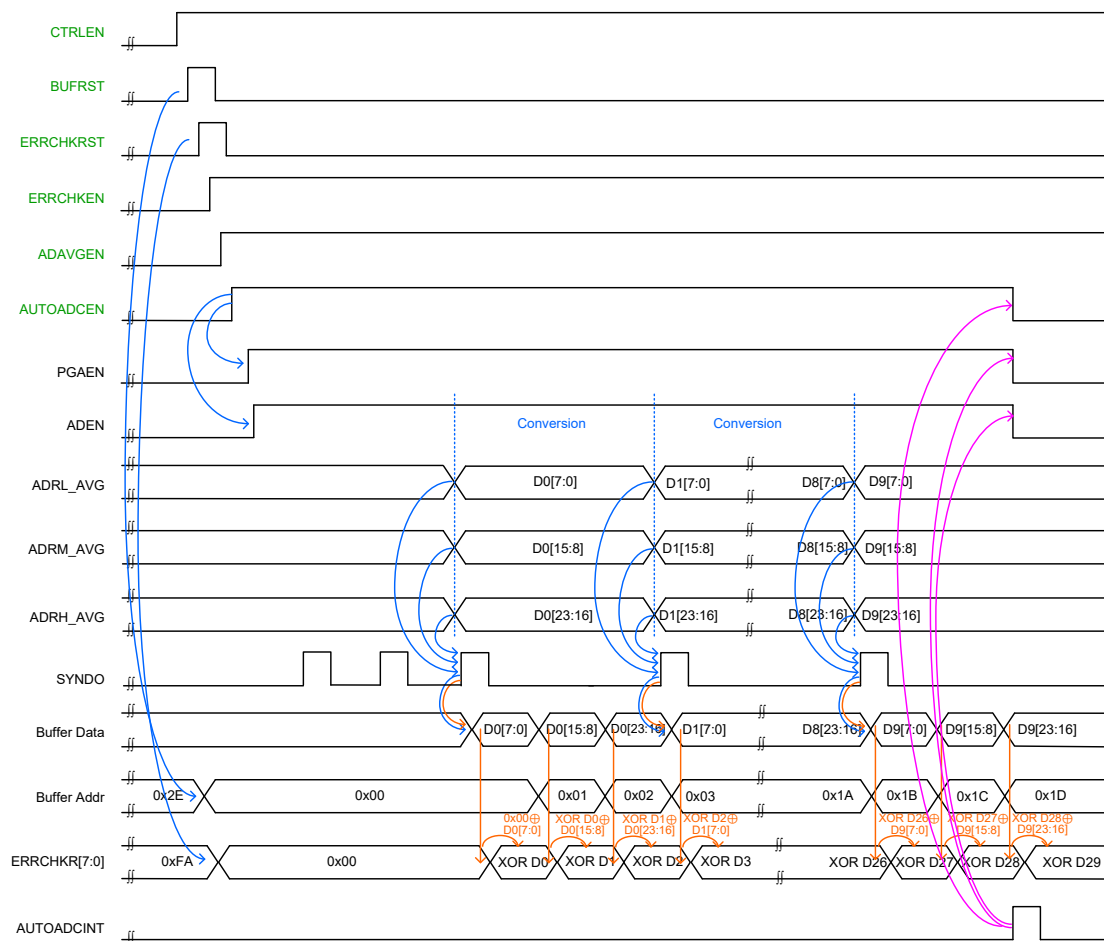 CTRLEN
BUFRST
ERRCHKRST
ERRCHKEN
ADAVGEN
AUTOADCEN
PGAEN
ADEN
Conversion Conversion
ADRL_AVG D0[7:0] D1[7:0] D8[7:0] D9[7:0]
ADRM_AVG D0[15:8] D1[15:8] D8[15:8] D9[15:8]
ADRH_AVG D0[23:16] D1[23:16] D8[23:16] D9[23:16]
SYNDO
Buffer Data D0[7:0] D0[15:8] D0[23:16] D1[7:0] D8[23:16] D9[7:0] D9[15:8] D9[23:16]
Buffer Addr 0x2E 0x00 0x01 0x02 0x03 0x1A 0x1B 0x1C 0x1D
0x00⊕ XOR D0⊕ XOR D1⊕ XOR D2⊕ XOR D26⊕ XOR D27⊕ XOR D28⊕
D0[7:0] D0[15:8] D0[23:16] D1[7:0] D9[7:0] D9[15:8] D9[23:16]
ERRCHKR[7:0] 0xFA 0x00 XOR D0 XOR D1 XOR D2 XOR D3 XOR D26 XOR D27 XOR D28 XOR D29
AUTOADCINT